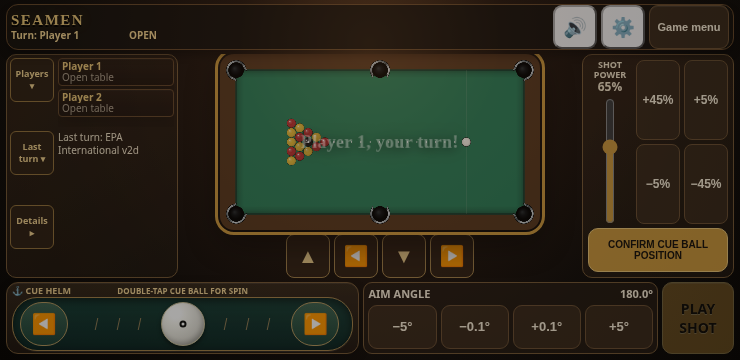 SEAMEN
Turn: Player 1 OPEN
🔊 ⚙️ Game menu
Players ▼
Player 1
Open table
Player 2
Open table
Last turn ▼
Last turn: EPA
International v2d
Details ►
Player 1, your turn!
▲ ◀ ▼ ▶
SHOT
POWER
65%
+45% +5%
−5% −45%
CONFIRM CUE BALL
POSITION
⚓ CUE HELM DOUBLE-TAP CUE BALL FOR SPIN
◀ / / / / / / ▶
AIM ANGLE 180.0°
−5° −0.1° +0.1° +5°
PLAY
SHOT